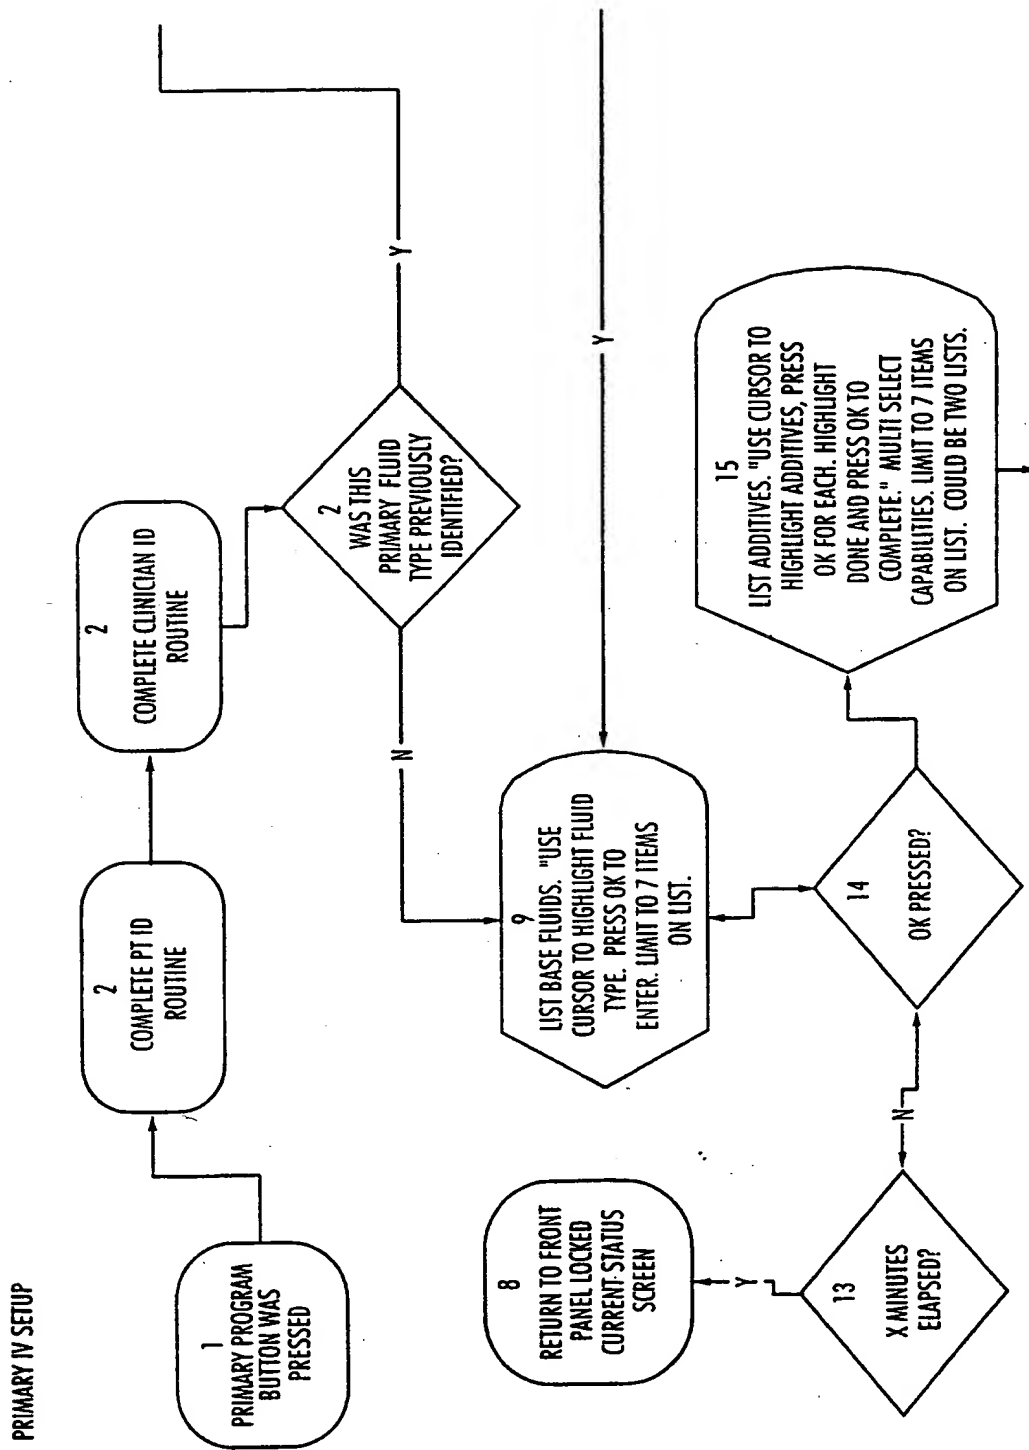 PRIMARY IV SETUP
1
PRIMARY PROGRAM
BUTTON WAS
PRESSED
2
COMPLETE PT ID
ROUTINE
2
COMPLETE CLINICIAN ID
ROUTINE
2
WAS THIS
PRIMARY FLUID
TYPE PREVIOUSLY
IDENTIFIED?
Y
N
Y
9
LIST BASE FLUIDS. "USE
CURSOR TO HIGHLIGHT FLUID
TYPE. PRESS OK TO
ENTER. LIMIT TO 7 ITEMS
ON LIST.
8
RETURN TO FRONT
PANEL LOCKED
CURRENT STATUS
SCREEN
Y
13
X MINUTES
ELAPSED?
N
14
OK PRESSED?
15
LIST ADDITIVES. "USE CURSOR TO
HIGHLIGHT ADDITIVES, PRESS
OK FOR EACH. HIGHLIGHT
DONE AND PRESS OK TO
COMPLETE." MULTI SELECT
CAPABILITIES. LIMIT TO 7 ITEMS
ON LIST. COULD BE TWO LISTS.